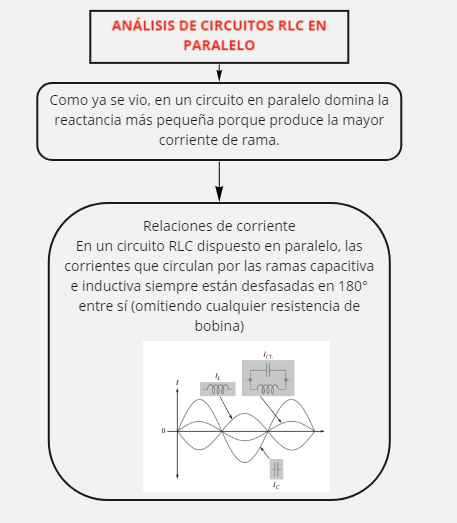 ANÁLISIS DE CIRCUITOS RLC EN
PARALELO
Como ya se vio, en un circuito en paralelo domina la
reactancia más pequeña porque produce la mayor
corriente de rama.
Relaciones de corriente
En un circuito RLC dispuesto en paralelo, las
corrientes que circulan por las ramas capacitiva
e inductiva siempre están desfasadas en 180°
entre sí (omitiendo cualquier resistencia de
bobina)
I_CL
I_L
I
0
I_C